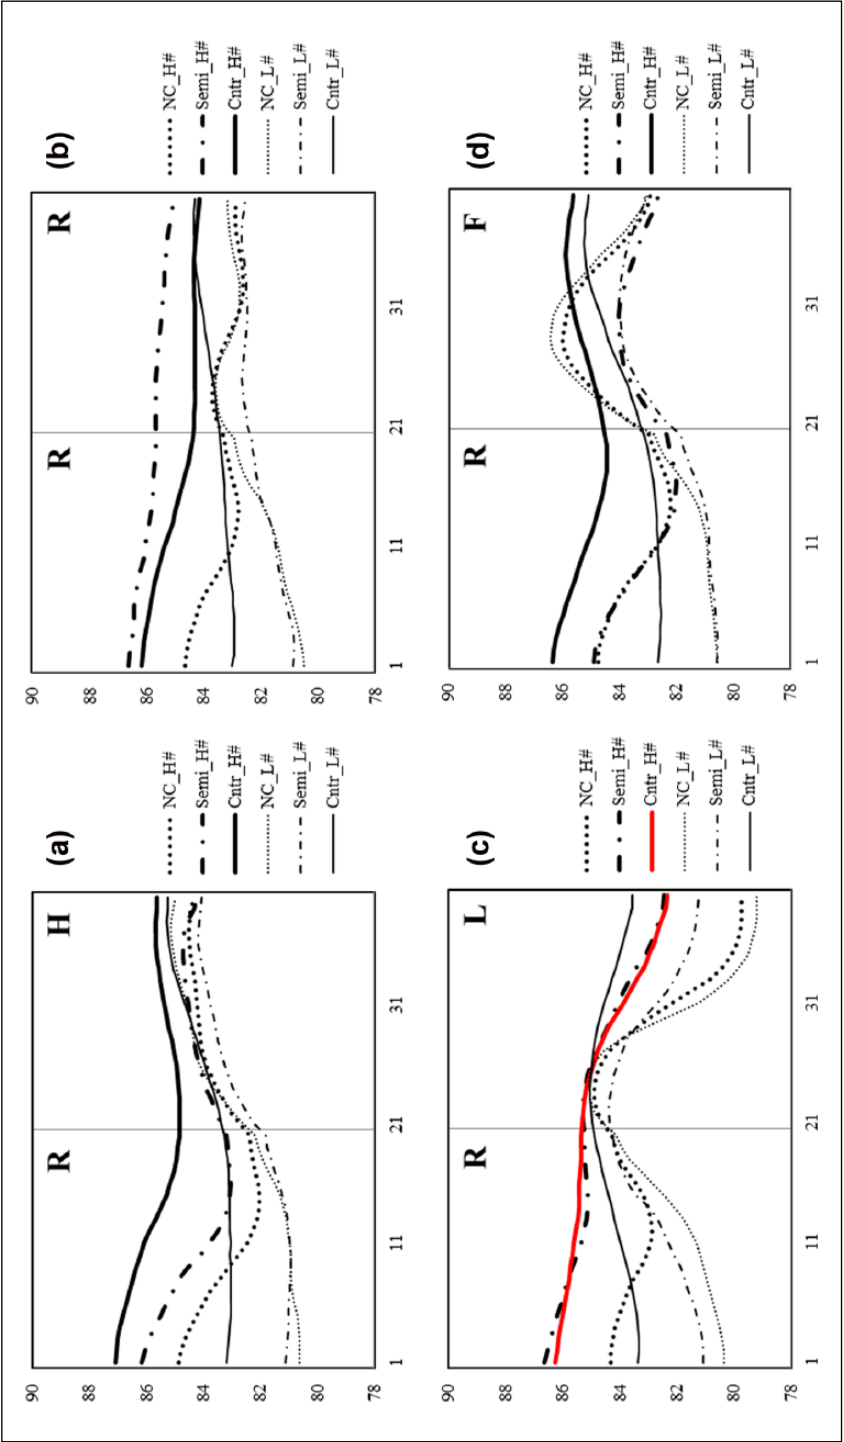 (a)
R H
90
88
86
84
82
80
78
1 11 21 31
NC_H#
Semi_H#
Cntr_H#
NC_L#
Semi_L#
Cntr_L#
(b)
R R
90
88
86
84
82
80
78
1 11 21 31
NC_H#
Semi_H#
Cntr_H#
NC_L#
Semi_L#
Cntr_L#
(c)
R L
90
88
86
84
82
80
78
1 11 21 31
NC_H#
Semi_H#
Cntr_H#
NC_L#
Semi_L#
Cntr_L#
(d)
R F
90
88
86
84
82
80
78
1 11 21 31
NC_H#
Semi_H#
Cntr_H#
NC_L#
Semi_L#
Cntr_L#